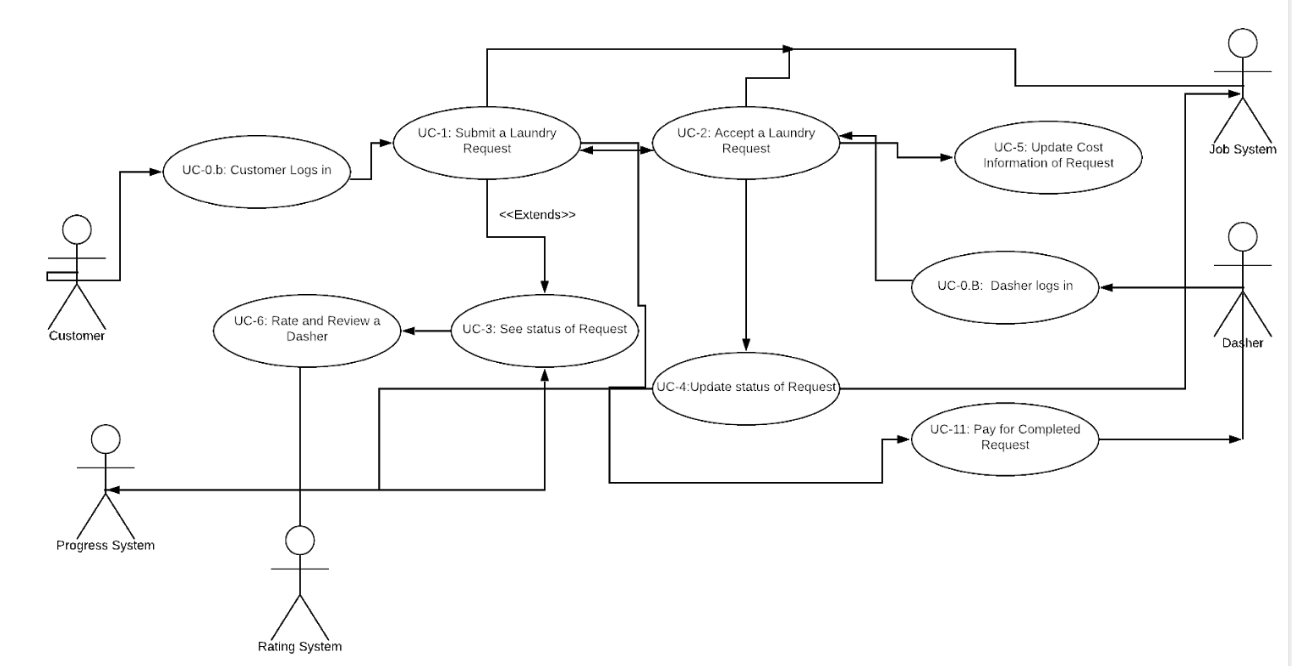 UC-1: Submit a Laundry
Request
UC-2: Accept a Laundry
Request
UC-5: Update Cost
Information of Request
Job System
UC-0.b: Customer Logs in
<<Extends>>
UC-0.B: Dasher logs in
Customer
UC-6: Rate and Review a
Dasher
UC-3: See status of Request
Dasher
UC-4:Update status of Request
UC-11: Pay for Completed
Request
Progress System
Rating System